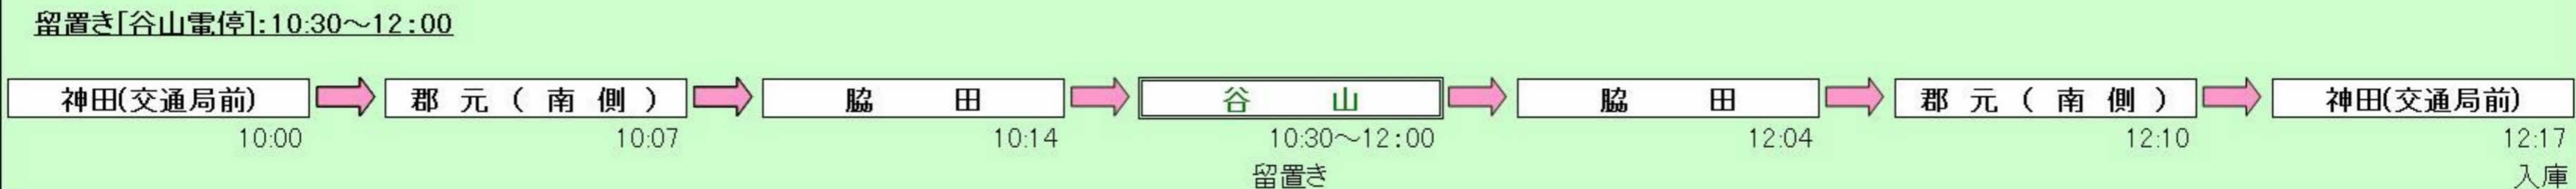 留置き[谷山電停]:10:30～12:00
神田(交通局前) 郡元(南側) 脇田 谷山 脇田 郡元(南側) 神田(交通局前)
10:00 10:07 10:14 10:30～12:00 12:04 12:10 12:17
留置き 入庫